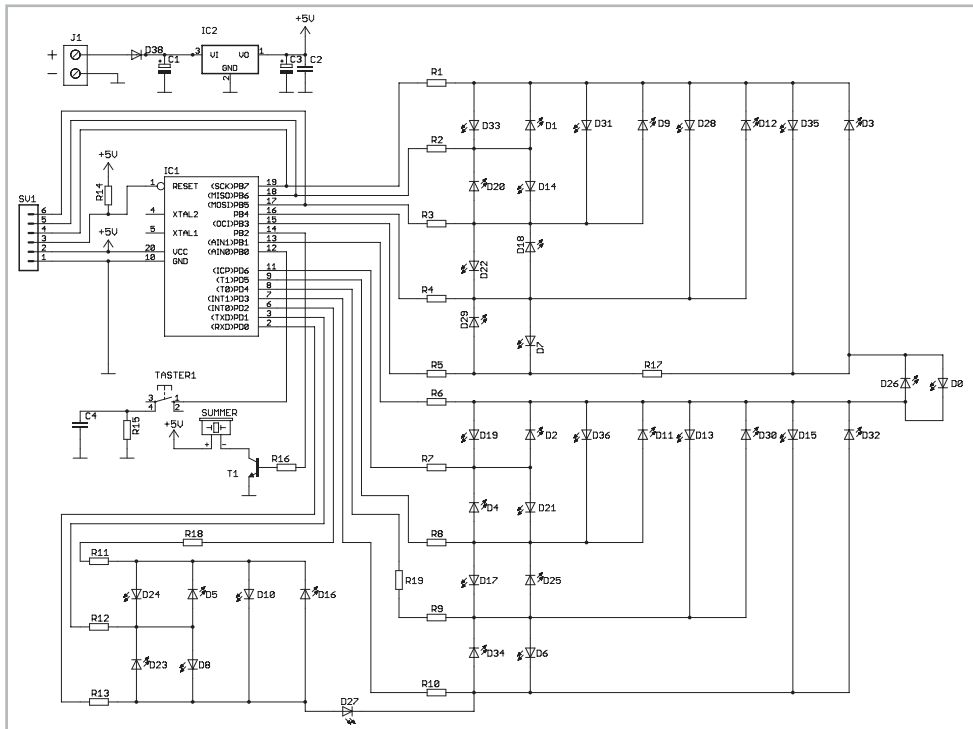 +5V
J1
IC2
D38
3
VI
VO
1
GND
2
+
-
C1
C3
C2
+
+
R1
D33
D1
D31
D9
D28
D12
D35
D3
R2
D20
D14
R3
D18
D22
R4
D29
D7
R5
R17
R6
D26
D0
+5V
R14
SV1
6
5
4
3
2
1
+5V
IC1
1
RESET
4
XTAL2
5
XTAL1
20
VCC
10
GND
(SCK)PB7
19
(MISO)PB6
18
(MOSI)PB5
17
PB4
16
(OCI)PB3
15
PB2
14
(AIN1)PB1
13
(AIN0)PB0
12
(ICP)PD6
11
(T1)PD5
9
(T0)PD4
8
(INT1)PD3
7
(INT0)PD2
6
(TXD)PD1
3
(RXD)PD0
2
TASTER1
3
1
4
2
C4
R15
+5V
SUMMER
+
-
T1
R16
D19
D2
D36
D11
D13
D30
D15
D32
R7
D4
D21
R8
D17
D25
R19
R9
D34
D6
R10
R18
R11
D24
D5
D10
D16
R12
D23
D8
R13
D27